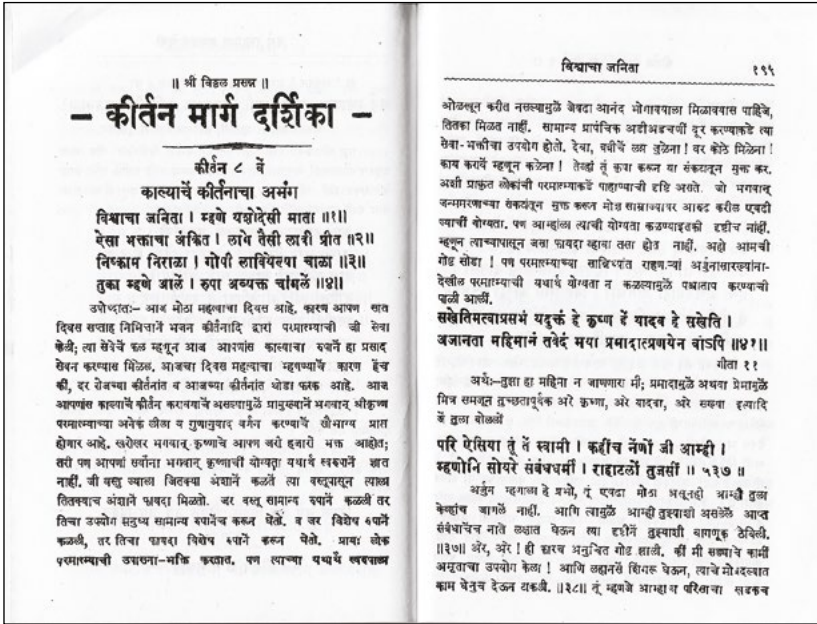 ॥ श्री विठ्ठल प्रसन्न ॥
– कीर्तन मार्ग दर्शिका –
कीर्तन ८ वें
काल्याचें कीर्तनाचा अभंग
विश्वाचा जनिता । म्हणे यशोदेसी माता ॥१॥
ऐसा भक्ताचा अंकित । लागे तैसी लावी प्रीत ॥२॥
निष्काम निराळा । गोपी लावियेल्या चाळा ॥३॥
तुका म्हणे आलें । रुपा अव्यक्त चांगलें ॥४॥
उपोद्घातः– आज मोठा महत्वाचा दिवस आहे. कारण आपण सात
दिवस सप्ताह निमित्तानें भजन कीर्तनादि द्वारां परमात्म्याची जी सेवा
केली; त्या सेवेचें फळ म्हणून आज आपणांस काल्याचा रुपानें हा प्रसाद
सेवन करण्यास मिळेल. आजचा दिवस महत्वाचा म्हणण्याचें कारण हेंच
कीं, दर रोजच्या कीर्तनांत व आजच्या कीर्तनांत थोडा फरक आहे. आज
आपणांस काल्याचें कीर्तन करावयाचें असल्यामुळें प्रामुख्यानें भगवान् श्रीकृष्ण
परमात्म्याच्या अनेक लीला व गुणानुवाद वर्णन करण्याचें सौभाग्य प्राप्त
होणार आहे. खरोखर भगवान् कृष्णाचे आपण जरी हजारो भक्त आहोत;
तरी पण आपणां सर्वांना भगवान् कृष्णाची योग्यता यथार्थ स्वरूपानें ज्ञात
नाहीं. जी वस्तु ज्याला जितक्या अंशानें कळते त्या वस्तूपासून त्याला
तितक्याच अंशानें फायदा मिळतो. जर वस्तू सामान्य रुपानें कळली तर
तिचा उपयोग मनुष्य सामान्य रुपानेंच करून घेतो. व जर विशेष रुपानें
कळली, तर तिचा फायदा विशेष रुपानें करून घेतो. प्रायः लोक
परमात्म्याची उपासना–भक्ति करतात. पण त्याच्या यथार्थ स्वरुपाला
विश्वाचा जनिता १९५
ओळखून करीत नसल्यामुळें जेवढा आनंद भोगावयाला मिळावयास पाहिजे,
तितका मिळत नाहीं. सामान्य प्रापंचिक अडीअडचणीं दूर करण्याकडे त्या
सेवा–भक्तीचा उपयोग होतो. देवा, बघींचें लग्न जुळेना ! वर कोठे मिळेना !
काय करावें म्हणून कळेना ! तेव्हां तूं कृपा करून या संकटातून मुक्त कर.
अशी प्राकृत लोकांची परमात्म्याकडे पाहाण्याची दृष्टि असते. जो भगवान्
जन्ममरणाच्या संकटांतून मुक्त करून मोक्ष साम्राज्यावर आरूढ करील एवढी
ज्याचीं योग्यता. पण आम्हांला त्याची योग्यता कळण्याइतकी दृष्टीच नांहीं.
म्हणून त्याच्यापासून जसा फायदा व्हावा तसा होत नाहीं. अहो आमची
गोष्ट सोडा ! पण परमात्म्याच्या सान्निध्यांत राहणऱ्यां अर्जुनासारख्यांना-
देखील परमात्म्याची यथार्थ योग्यता न कळल्यामुळें पश्चात्ताप करण्याची
पाळी आली.
सखेतिमत्वाप्रसभं यदुक्तं हे कृष्ण हे यादव हे सखेति ।
अजानता महिमानं तवेदं मया प्रमादात्प्रणयेन वोऽपि ॥४१॥
गीता ११
अर्थः–तुझा हा महिना न जाणणारा मी; प्रमादामुळें अथवा प्रेमामुळें
मित्र समजून तुच्छतापूर्वक अरे कृष्णा, अरे यादवा, अरे सख्या इत्यादि
जें तुला बोललों
परि ऐसिया तूं तें स्वामी । कहींच नेंणों जी आम्ही ।
म्हणोनि सोयरे संबंधधर्मी । राहाटलों तुजसीं ॥ ५३७ ॥
अर्जुन म्हणाला हे प्रभो, तूं एवढा मोठा असूनही आम्ही तुला
केव्हांच जाणलें नाहीं. आणि त्यामुळें आम्ही तुझ्याशी असलेले आप्त
संबंधाचेंच नाते लक्षात घेऊन त्या दृष्टीनें तुझ्याशी वागणूक ठेविली.
॥३७॥ अरे, अरे ! ही फारच अनुचित गोष्ट झाली. कीं मी सड्याचे कामीं
अमृताचा उपयोग केला ! आणि लहानसें शिंगरू घेऊन, त्याचे मोबदल्यात
काम घेनुच देऊन टाकली. ॥३८॥ तूं म्हणजे आम्हाय परिसाचा खडकच